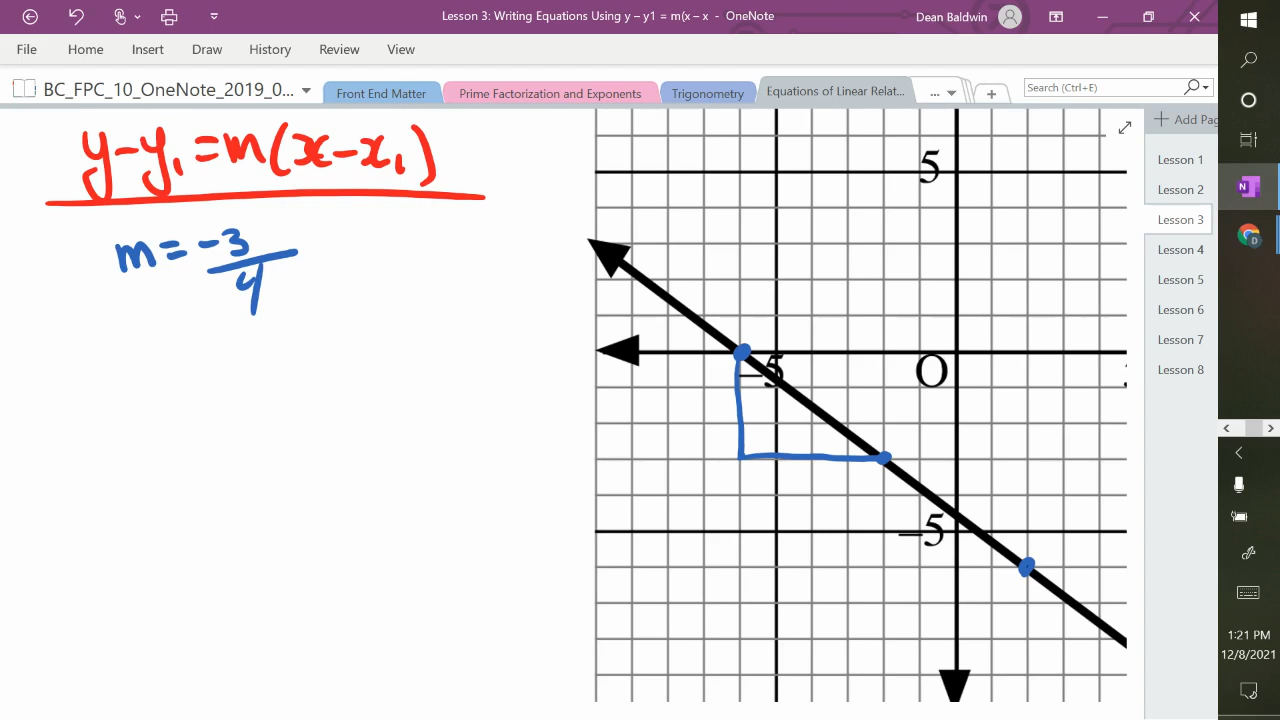 Lesson 3: Writing Equations Using y – y1 = m(x – x - OneNote
Dean Baldwin
File Home Insert Draw History Review View
BC_FPC_10_OneNote_2019_0...
Front End Matter
Prime Factorization and Exponents
Trigonometry
Equations of Linear Relat...
...
Search (Ctrl+E)
Add Pag
y-y₁=m(x-x₁)
m=-3/4
5
-5
O
-5
Lesson 1
Lesson 2
Lesson 3
Lesson 4
Lesson 5
Lesson 6
Lesson 7
Lesson 8
N
D
1:21 PM
12/8/2021